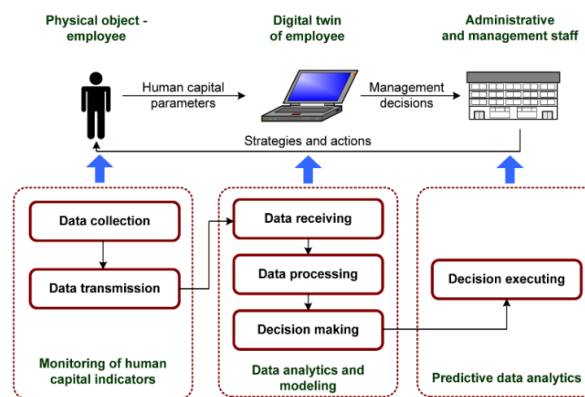 Physical object -
employee
Digital twin
of employee
Administrative
and management staff
Human capital
parameters
Management
decisions
Strategies and actions
Data collection
Data transmission
Monitoring of human
capital indicators
Data receiving
Data processing
Decision making
Data analytics and
modeling
Decision executing
Predictive data analytics